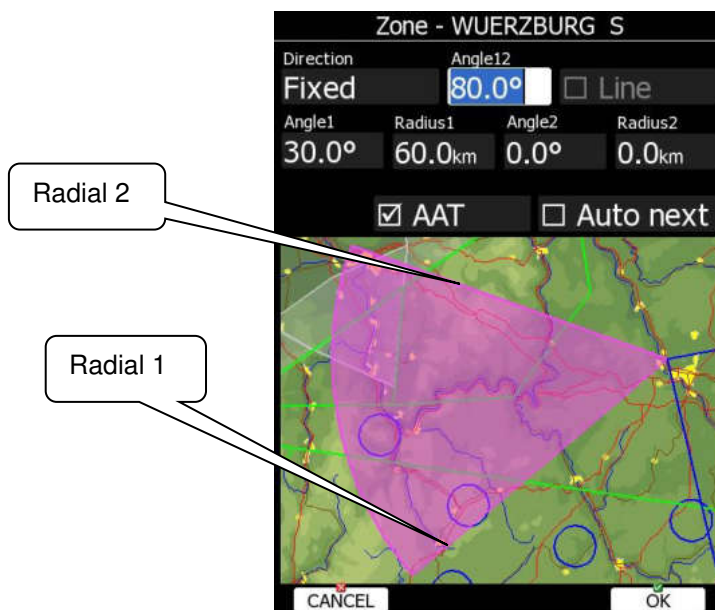 Zone - WUERZBURG S
Direction Angle12
Fixed 80.0° Line
Angle1 Radius1 Angle2 Radius2
30.0° 60.0km 0.0° 0.0km
Radial 2
AAT Auto next
Radial 1
CANCEL OK